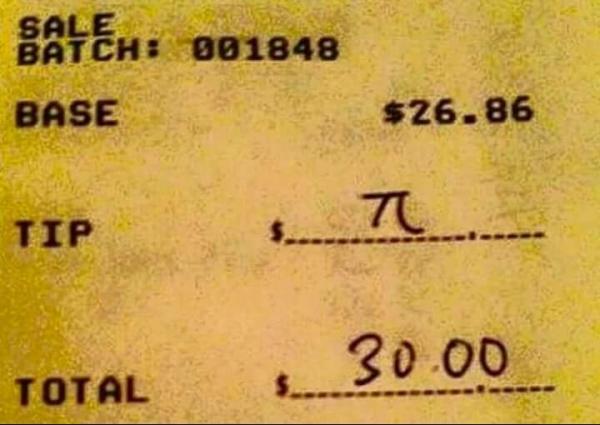 SALE
BATCH: 001848
BASE $26.86
TIP $ π
TOTAL $ 30.00